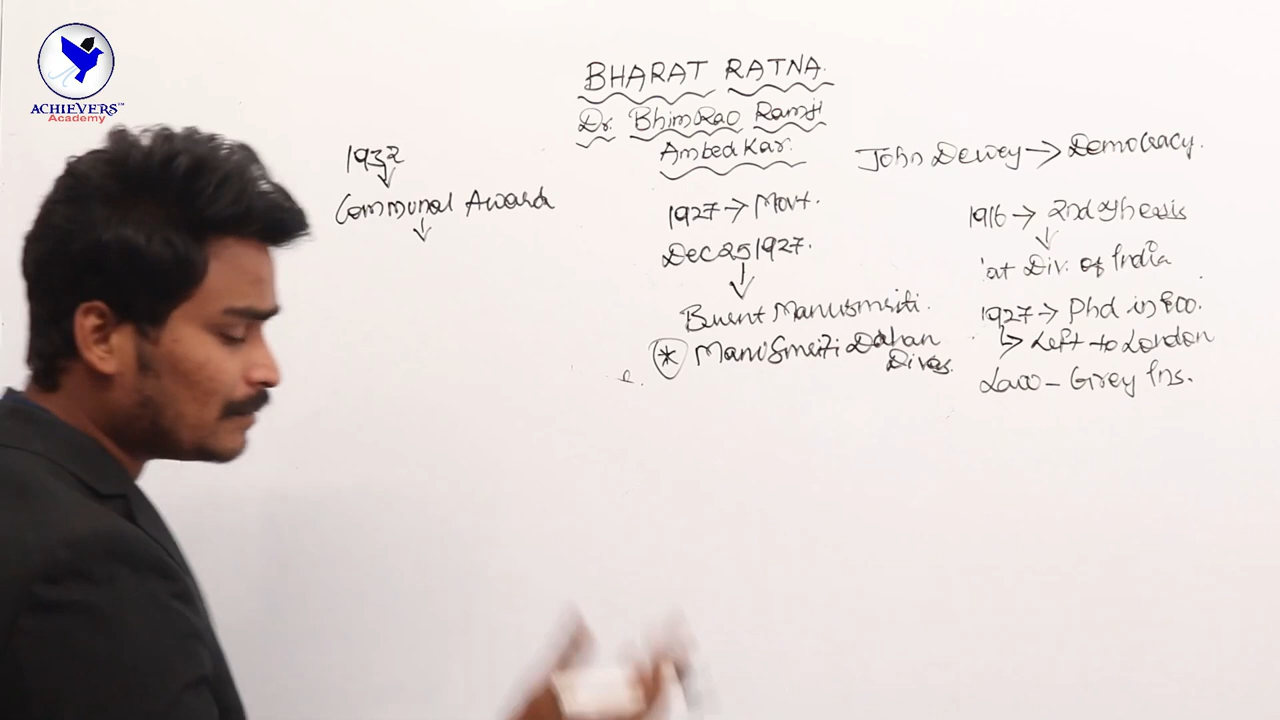 ACHIEVERS™
Academy
BHARAT RATNA.
Dr. BhimRao Ramji
Ambedkar.
1932
Communal Award
1927 → Movt.
Dec 25 1927.
Burnt Manusmriti.
* Manusmriti Dahan
Divas.
John Dewey → Democracy.
1916 → 2nd thesis
'at Div. of India
1927 → Phd in Eco.
↳ Left to London
Law - Grey Ins.